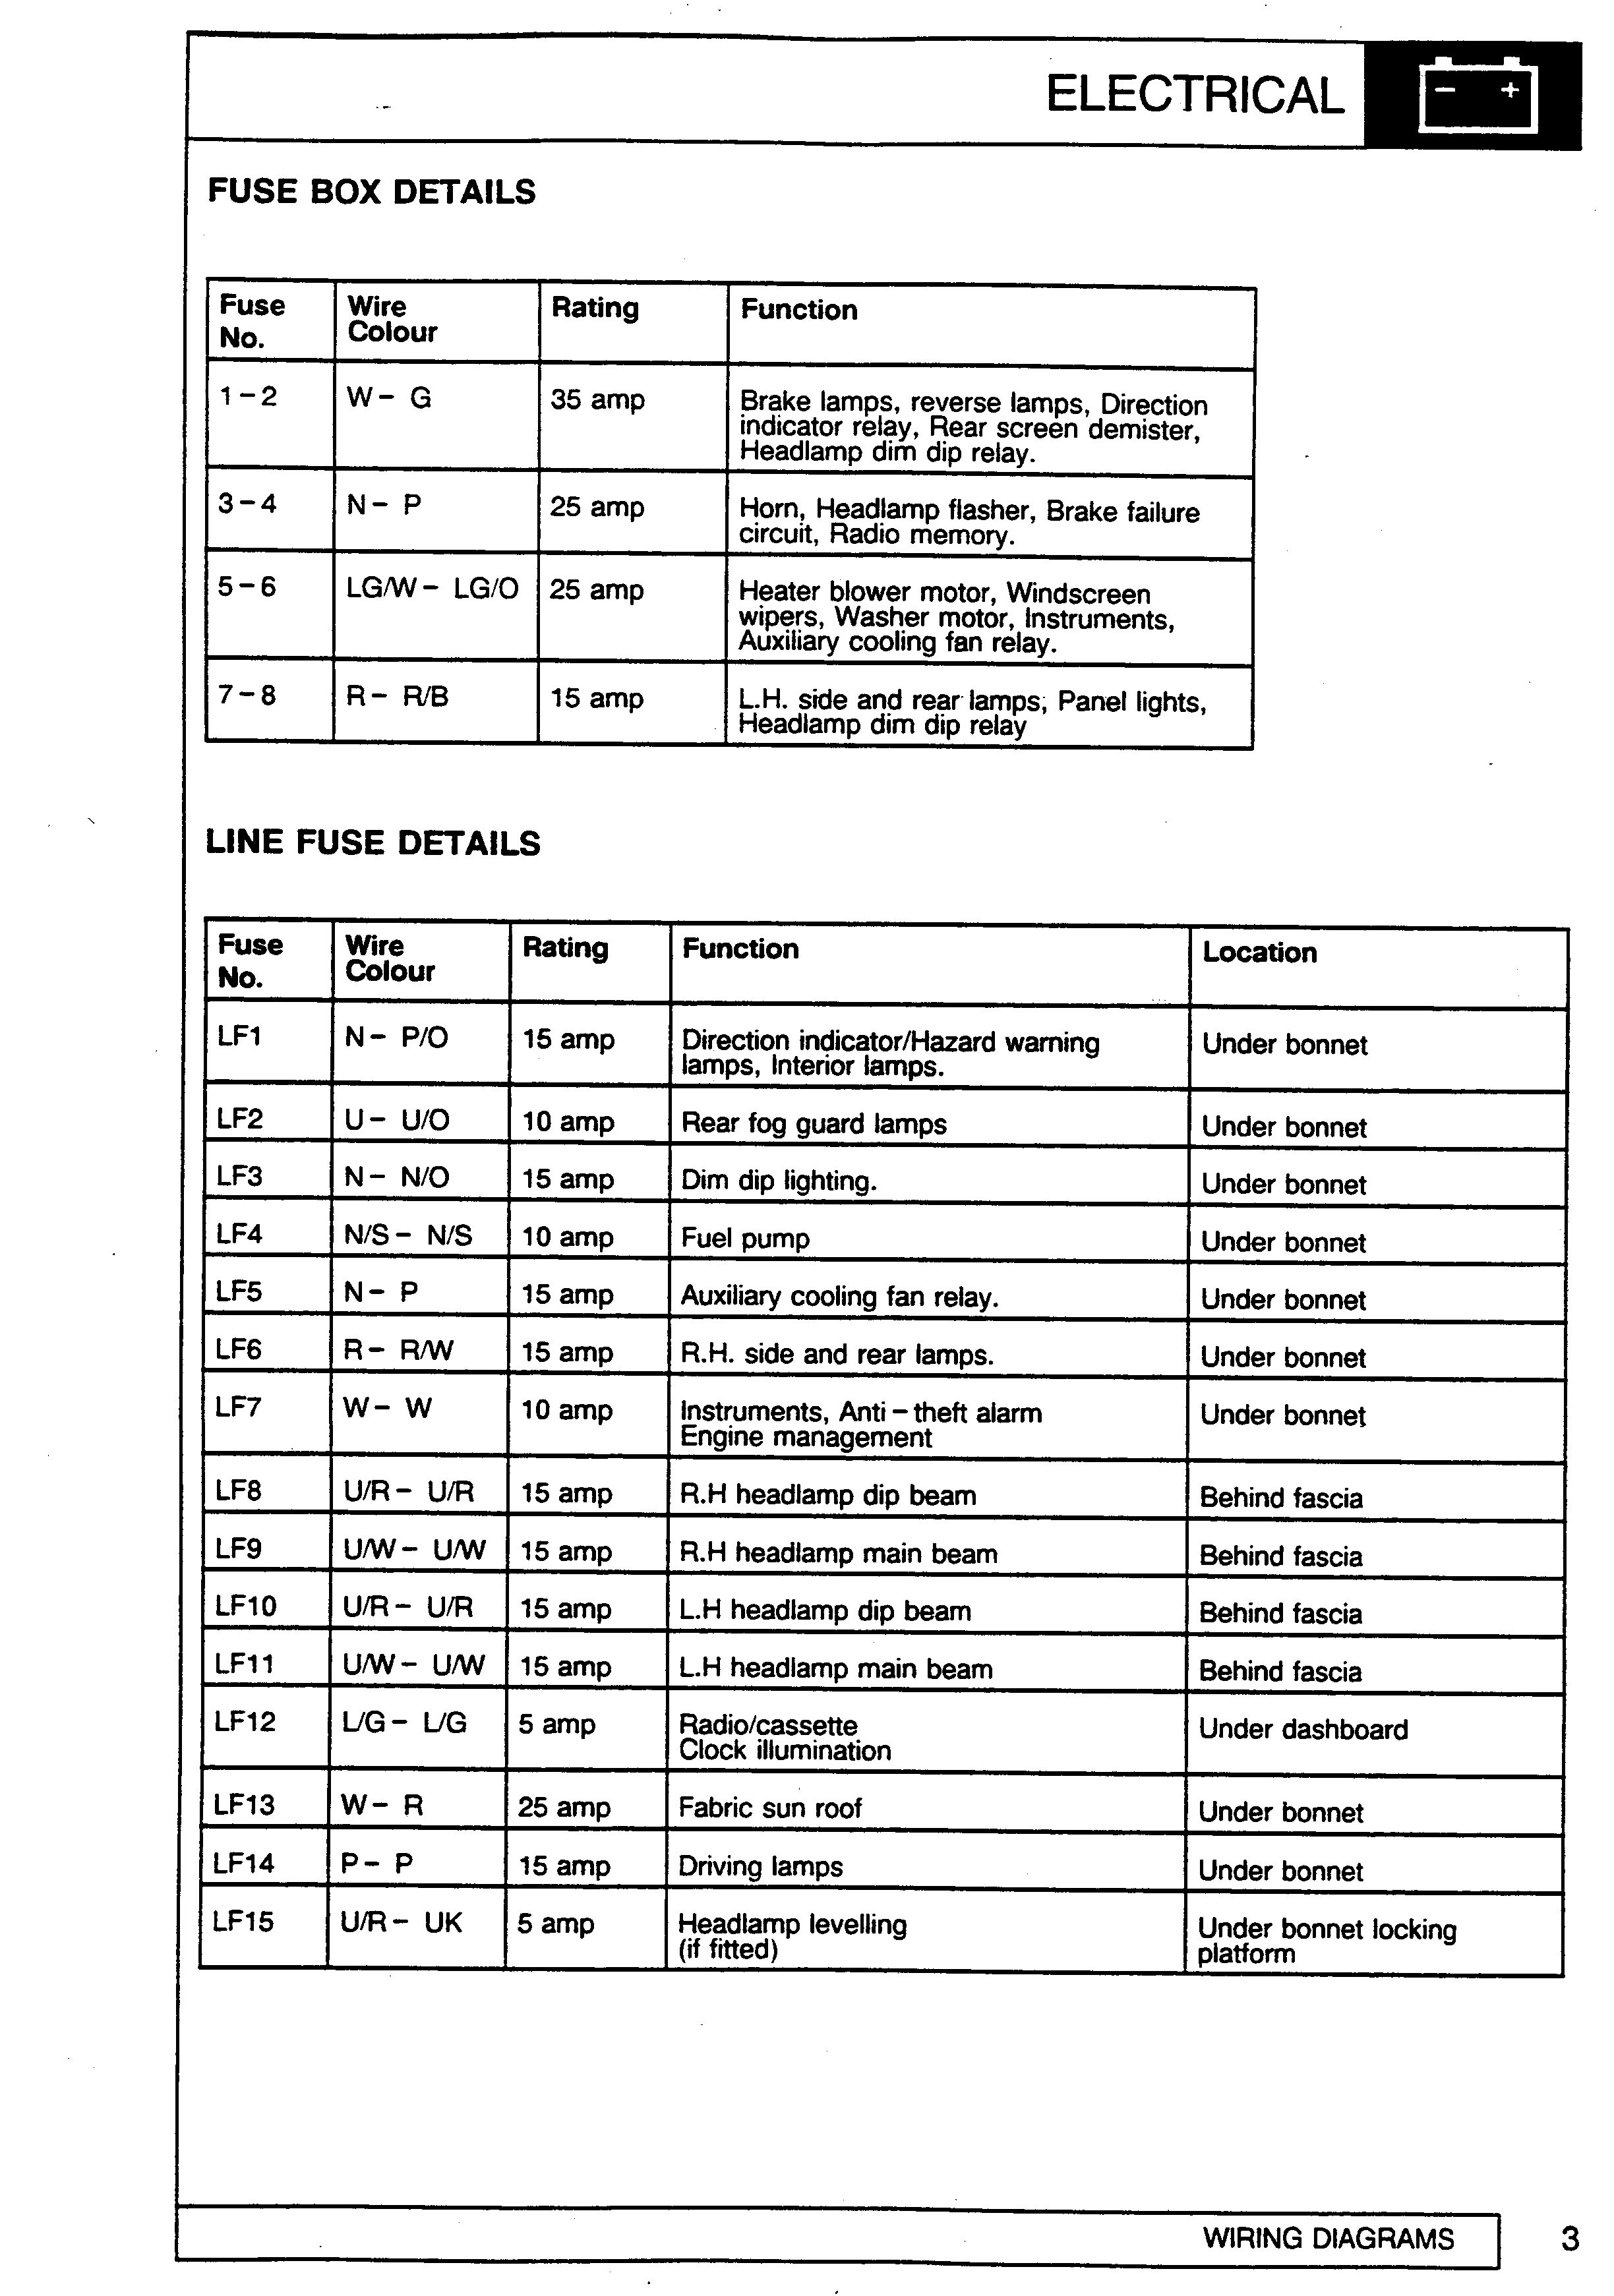 ELECTRICAL
− +
FUSE BOX DETAILS
Fuse No. Wire Colour Rating Function
1−2 W− G 35 amp Brake lamps, reverse lamps, Direction
indicator relay, Rear screen demister,
Headlamp dim dip relay.
3−4 N− P 25 amp Horn, Headlamp flasher, Brake failure
circuit, Radio memory.
5−6 LG/W− LG/O 25 amp Heater blower motor, Windscreen
wipers, Washer motor, Instruments,
Auxiliary cooling fan relay.
7−8 R− R/B 15 amp L.H. side and rear lamps, Panel lights,
Headlamp dim dip relay
LINE FUSE DETAILS
Fuse No. Wire Colour Rating Function Location
LF1 N− P/O 15 amp Direction indicator/Hazard warning Under bonnet
lamps, Interior lamps.
LF2 U− U/O 10 amp Rear fog guard lamps Under bonnet
LF3 N− N/O 15 amp Dim dip lighting. Under bonnet
LF4 N/S− N/S 10 amp Fuel pump Under bonnet
LF5 N− P 15 amp Auxiliary cooling fan relay. Under bonnet
LF6 R− R/W 15 amp R.H. side and rear lamps. Under bonnet
LF7 W− W 10 amp Instruments, Anti−theft alarm Under bonnet
Engine management
LF8 U/R− U/R 15 amp R.H headlamp dip beam Behind fascia
LF9 U/W− U/W 15 amp R.H headlamp main beam Behind fascia
LF10 U/R− U/R 15 amp L.H headlamp dip beam Behind fascia
LF11 U/W− U/W 15 amp L.H headlamp main beam Behind fascia
LF12 L/G− L/G 5 amp Radio/cassette Under dashboard
Clock illumination
LF13 W− R 25 amp Fabric sun roof Under bonnet
LF14 P− P 15 amp Driving lamps Under bonnet
LF15 U/R− UK 5 amp Headlamp levelling Under bonnet locking
(if fitted) platform
WIRING DIAGRAMS 3